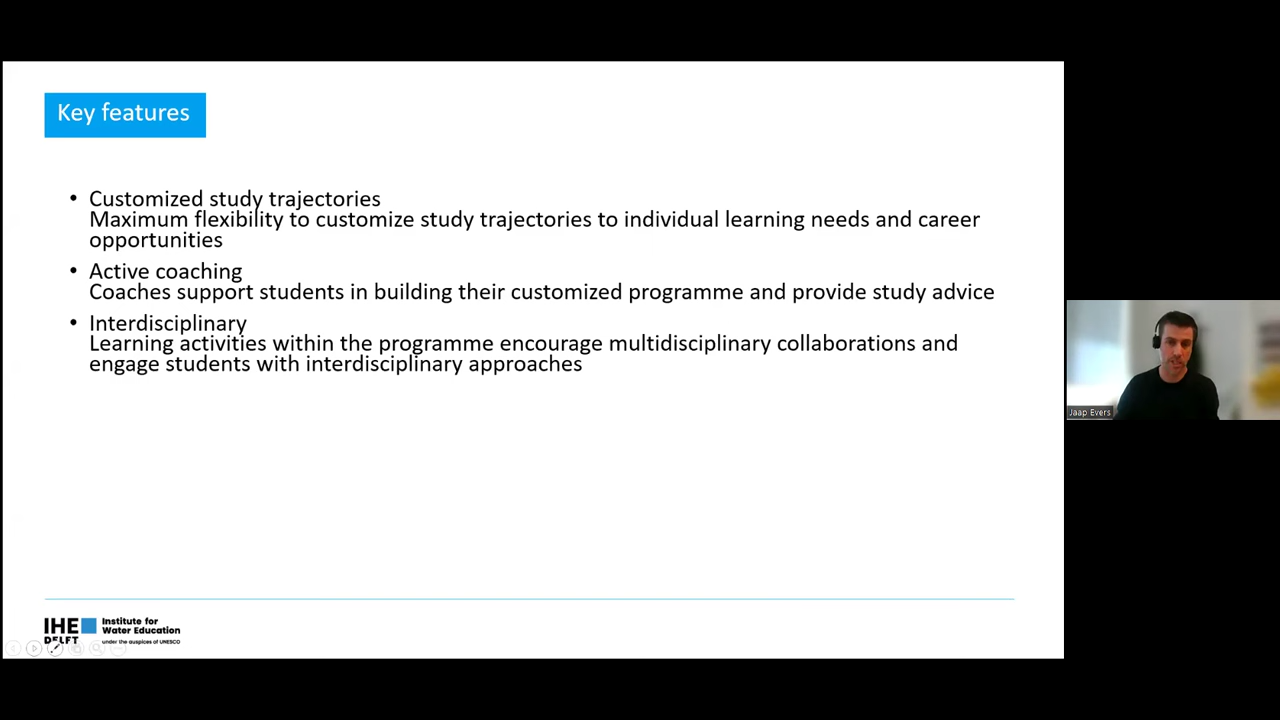 Key features
• Customized study trajectories
Maximum flexibility to customize study trajectories to individual learning needs and career
opportunities
• Active coaching
Coaches support students in building their customized programme and provide study advice
• Interdisciplinary
Learning activities within the programme encourage multidisciplinary collaborations and
engage students with interdisciplinary approaches
Jaap Evers
IHE
DELFT
Institute for
Water Education
under the auspices of UNESCO